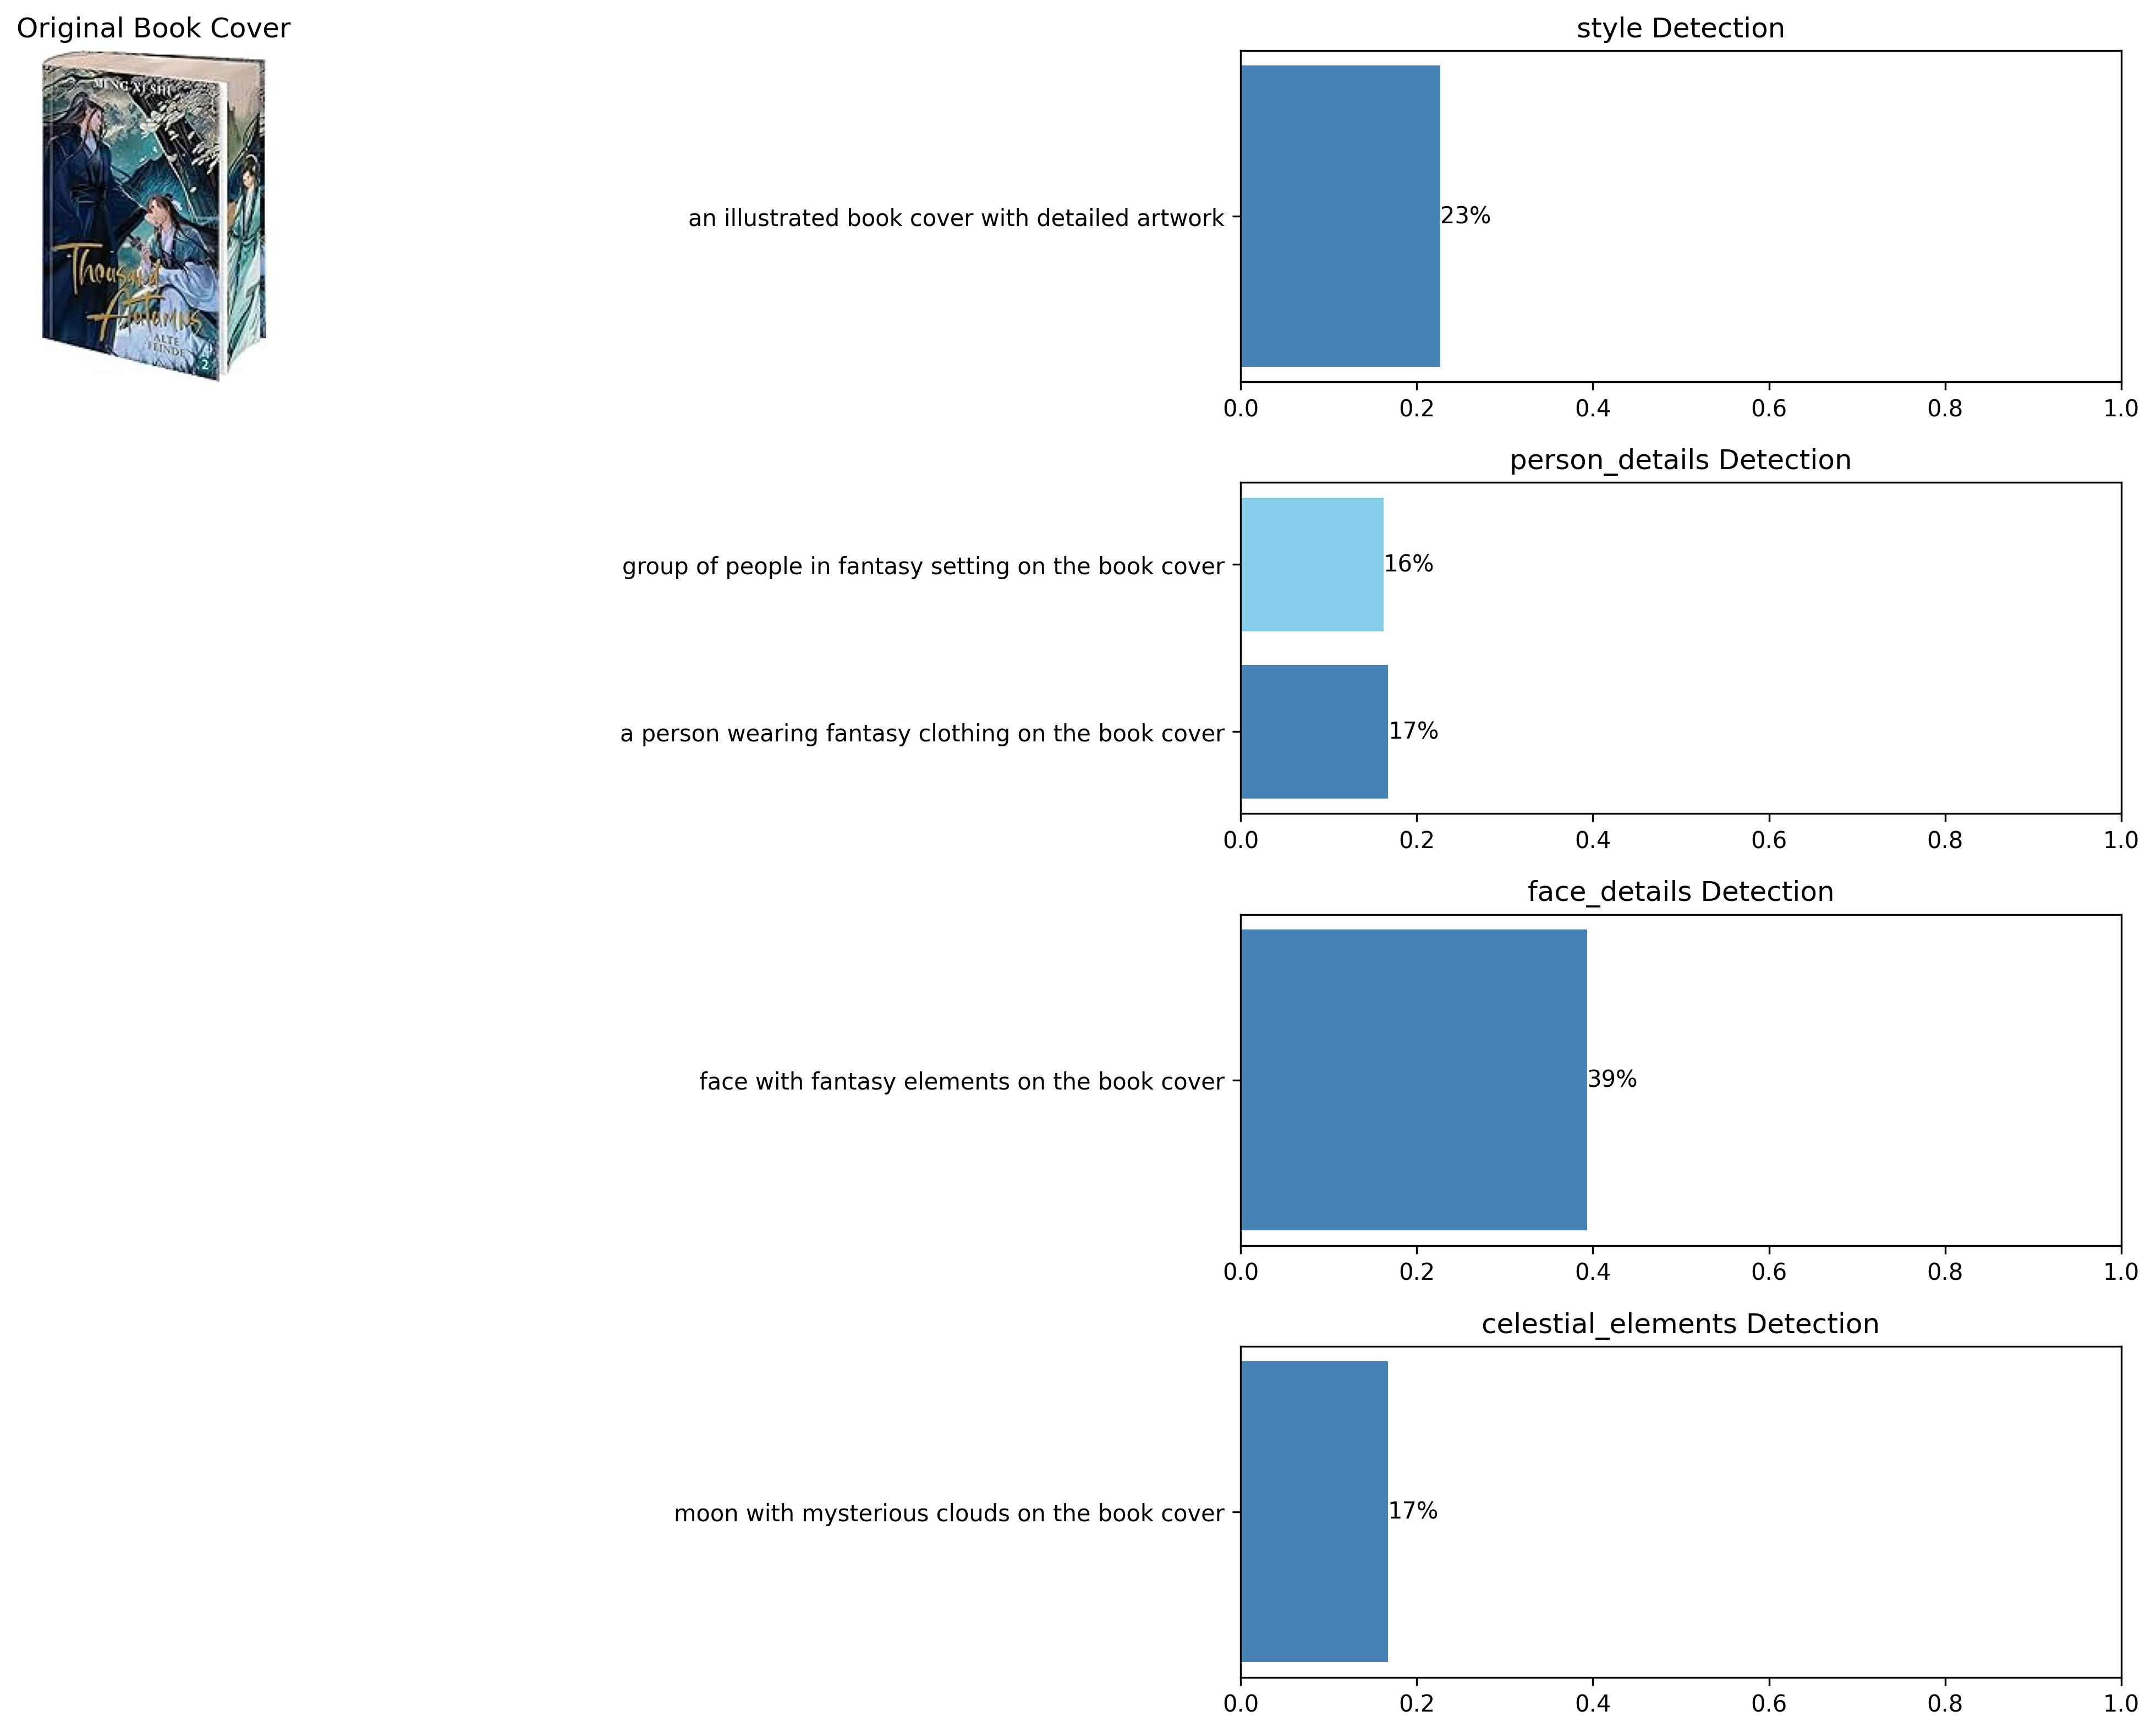 Original Book Cover
MENG XI SHI
Thousand
Autumns
ALTE
FEINDE
2
style Detection
an illustrated book cover with detailed artwork
23%
0.0 0.2 0.4 0.6 0.8 1.0
person_details Detection
group of people in fantasy setting on the book cover
16%
a person wearing fantasy clothing on the book cover
17%
0.0 0.2 0.4 0.6 0.8 1.0
face_details Detection
face with fantasy elements on the book cover
39%
0.0 0.2 0.4 0.6 0.8 1.0
celestial_elements Detection
moon with mysterious clouds on the book cover
17%
0.0 0.2 0.4 0.6 0.8 1.0